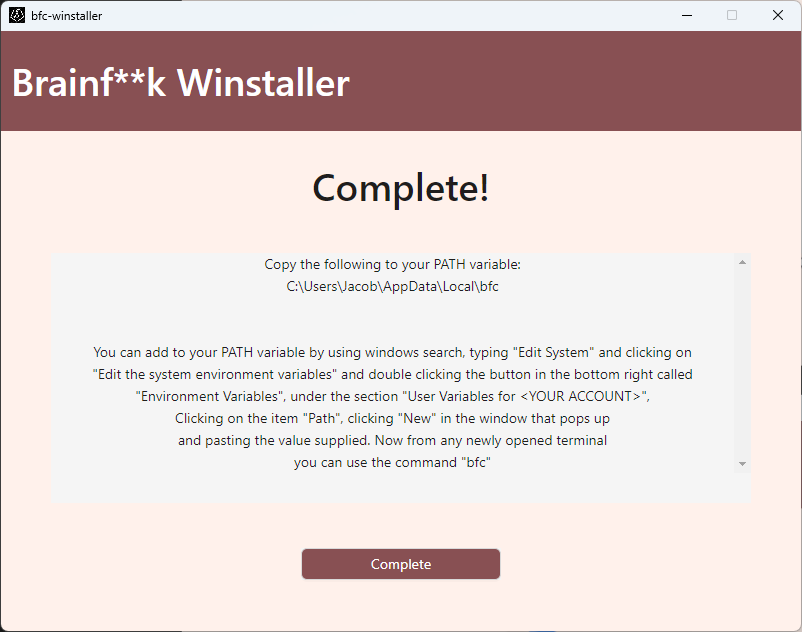 bfc-winstaller
Brainf**k Winstaller
Complete!
Copy the following to your PATH variable:
C:\Users\Jacob\AppData\Local\bfc
You can add to your PATH variable by using windows search, typing "Edit System" and clicking on
"Edit the system environment variables" and double clicking the button in the bottom right called
"Environment Variables", under the section "User Variables for <YOUR ACCOUNT>",
Clicking on the item "Path", clicking "New" in the window that pops up
and pasting the value supplied. Now from any newly opened terminal
you can use the command "bfc"
Complete